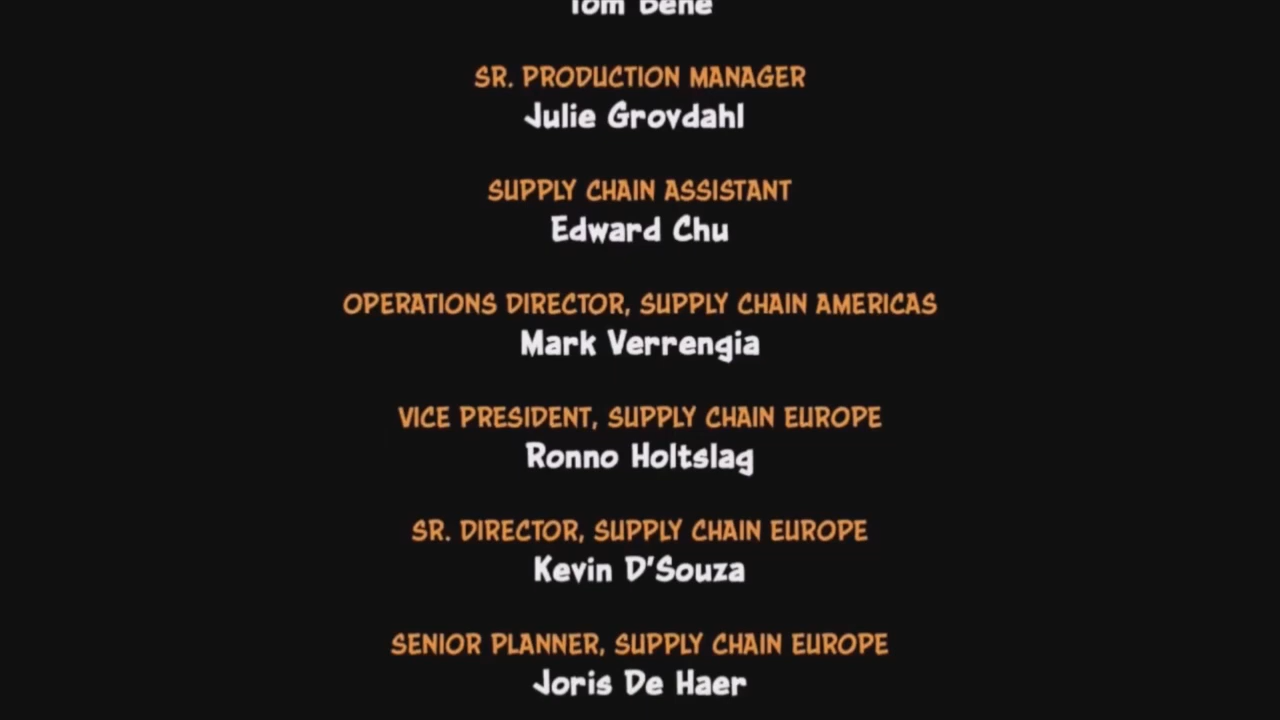 Tom Bene
SR. PRODUCTION MANAGER
Julie Grovdahl
SUPPLY CHAIN ASSISTANT
Edward Chu
OPERATIONS DIRECTOR, SUPPLY CHAIN AMERICAS
Mark Verrengia
VICE PRESIDENT, SUPPLY CHAIN EUROPE
Ronno Holtslag
SR. DIRECTOR, SUPPLY CHAIN EUROPE
Kevin D'Souza
SENIOR PLANNER, SUPPLY CHAIN EUROPE
Joris De Haer